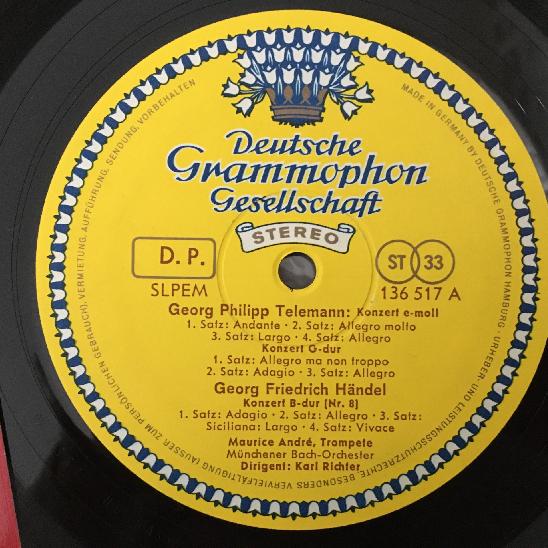 Deutsche
Grammophon
Gesellschaft
STEREO
D. P.
ST 33
SLPEM
136 517 A
Georg Philipp Telemann: Konzert e-moll
1. Satz: Andante · 2. Satz: Allegro molto
3. Satz: Largo · 4. Satz: Allegro
Konzert G-dur
1. Satz: Allegro ma non troppo
2. Satz: Adagio · 3. Satz: Allegro
Georg Friedrich Händel
Konzert B-dur [Nr. 8]
1. Satz: Adagio · 2. Satz: Allegro · 3. Satz:
Siciliana: Largo · 4. Satz: Vivace
Maurice André, Trompete
Münchener Bach-Orchester
Dirigent: Karl Richter
MADE IN GERMANY BY DEUTSCHE GRAMMOPHON HAMBURG · URHEBER- UND LEISTUNGSSCHUTZRECHTE, BESONDERS VERVIELFÄLTIGUNG (AUSSER ZUM PERSÖNLICHEN GEBRAUCH), VERMIETUNG, AUFFÜHRUNG, SENDUNG, VORBEHALTEN